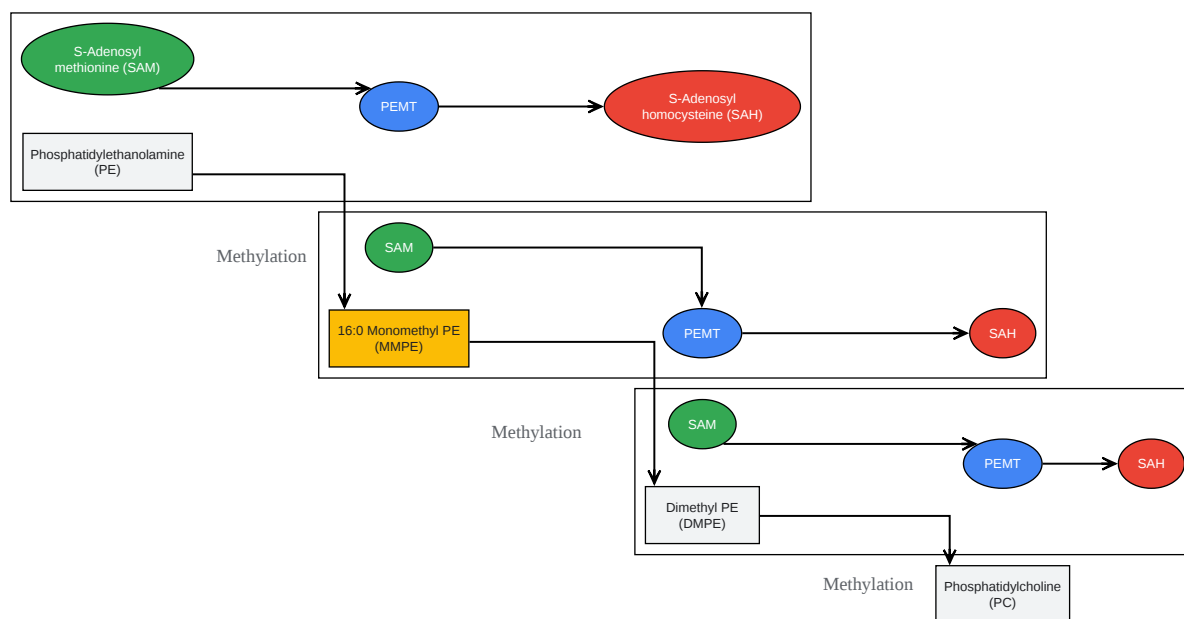 S-Adenosyl
methionine (SAM)
PEMT
S-Adenosyl
homocysteine (SAH)
Phosphatidylethanolamine
(PE)
Methylation
SAM
16:0 Monomethyl PE
(MMPE)
PEMT
SAH
Methylation
SAM
PEMT
SAH
Dimethyl PE
(DMPE)
Methylation
Phosphatidylcholine
(PC)